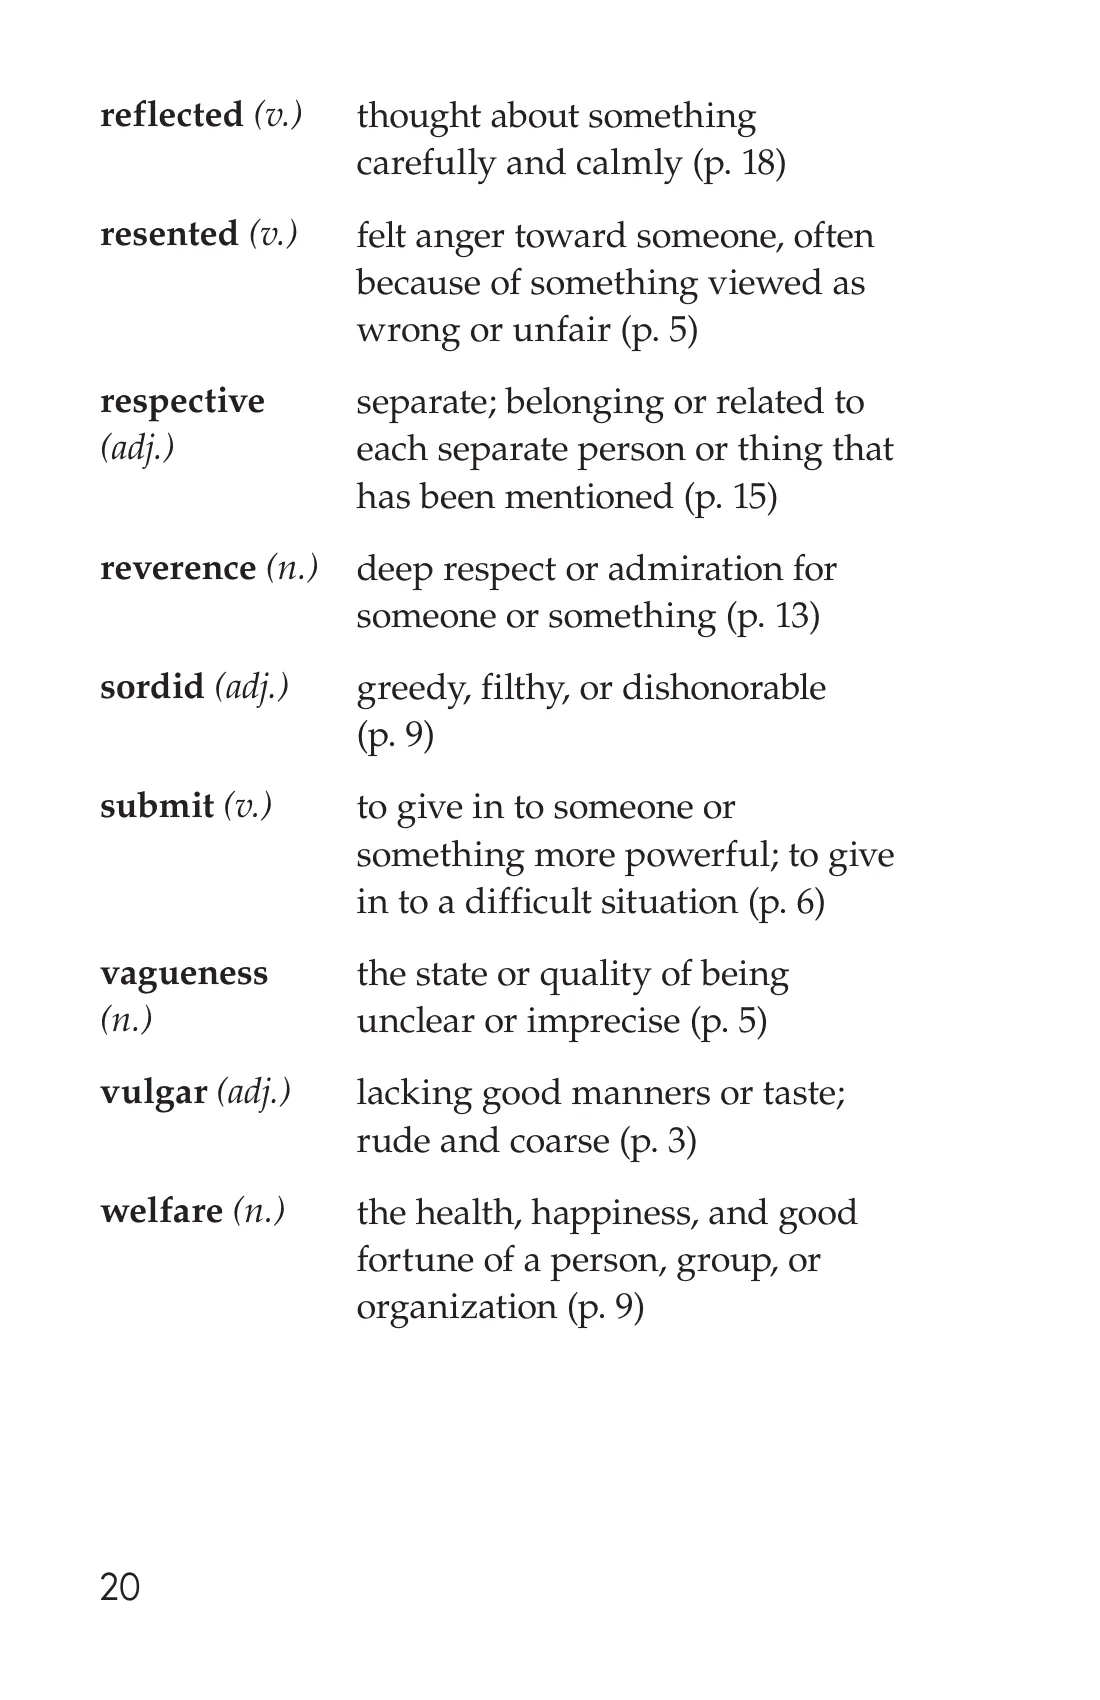 reflected (v.) thought about something
carefully and calmly (p. 18)
resented (v.) felt anger toward someone, often
because of something viewed as
wrong or unfair (p. 5)
respective separate; belonging or related to
(adj.) each separate person or thing that
has been mentioned (p. 15)
reverence (n.) deep respect or admiration for
someone or something (p. 13)
sordid (adj.) greedy, filthy, or dishonorable
(p. 9)
submit (v.) to give in to someone or
something more powerful; to give
in to a difficult situation (p. 6)
vagueness the state or quality of being
(n.) unclear or imprecise (p. 5)
vulgar (adj.) lacking good manners or taste;
rude and coarse (p. 3)
welfare (n.) the health, happiness, and good
fortune of a person, group, or
organization (p. 9)
20